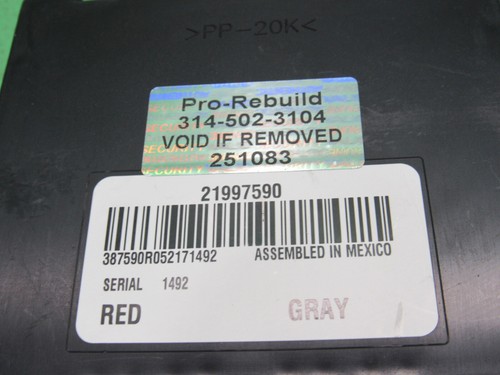 >PP-20K<
Pro-Rebuild
314-502-3104
VOID IF REMOVED
251083
21997590
387590R052171492 ASSEMBLED IN MEXICO
SERIAL 1492
RED GRAY